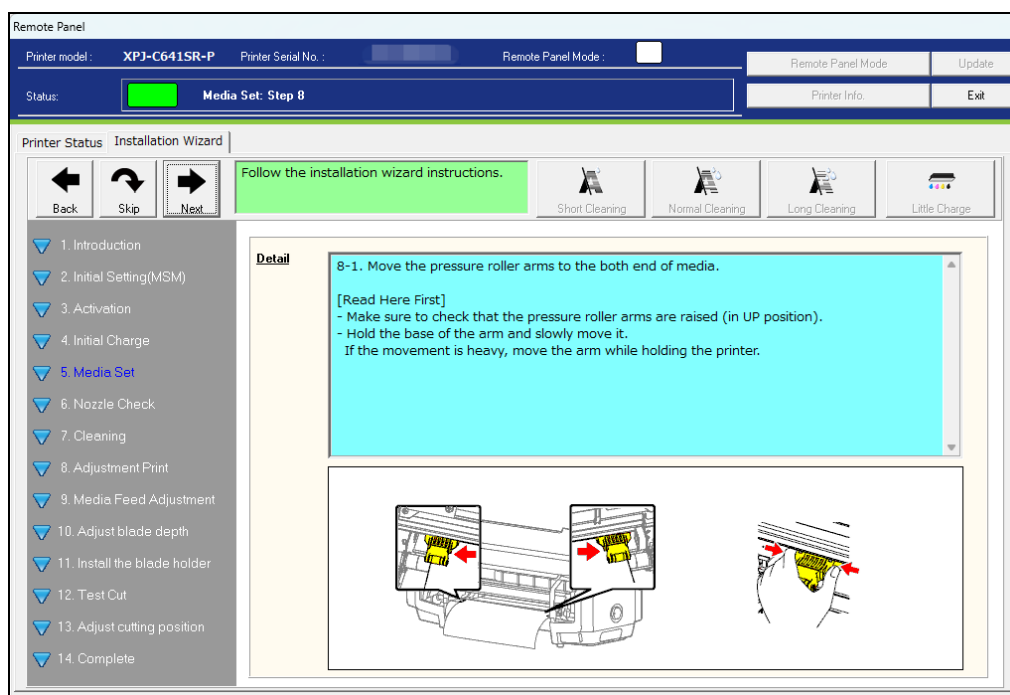 Remote Panel
Printer model : XPJ-C641SR-P Printer Serial No. : Remote Panel Mode :
Remote Panel Mode Update
Status: Media Set: Step 8
Printer Info. Exit
Printer Status Installation Wizard
Back Skip Next
Follow the installation wizard instructions.
Short Cleaning Normal Cleaning Long Cleaning Little Charge
1. Introduction
2. Initial Setting(MSM)
3. Activation
4. Initial Charge
5. Media Set
6. Nozzle Check
7. Cleaning
8. Adjustment Print
9. Media Feed Adjustment
10. Adjust blade depth
11. Install the blade holder
12. Test Cut
13. Adjust cutting position
14. Complete
Detail
8-1. Move the pressure roller arms to the both end of media.
[Read Here First]
- Make sure to check that the pressure roller arms are raised (in UP position).
- Hold the base of the arm and slowly move it.
If the movement is heavy, move the arm while holding the printer.